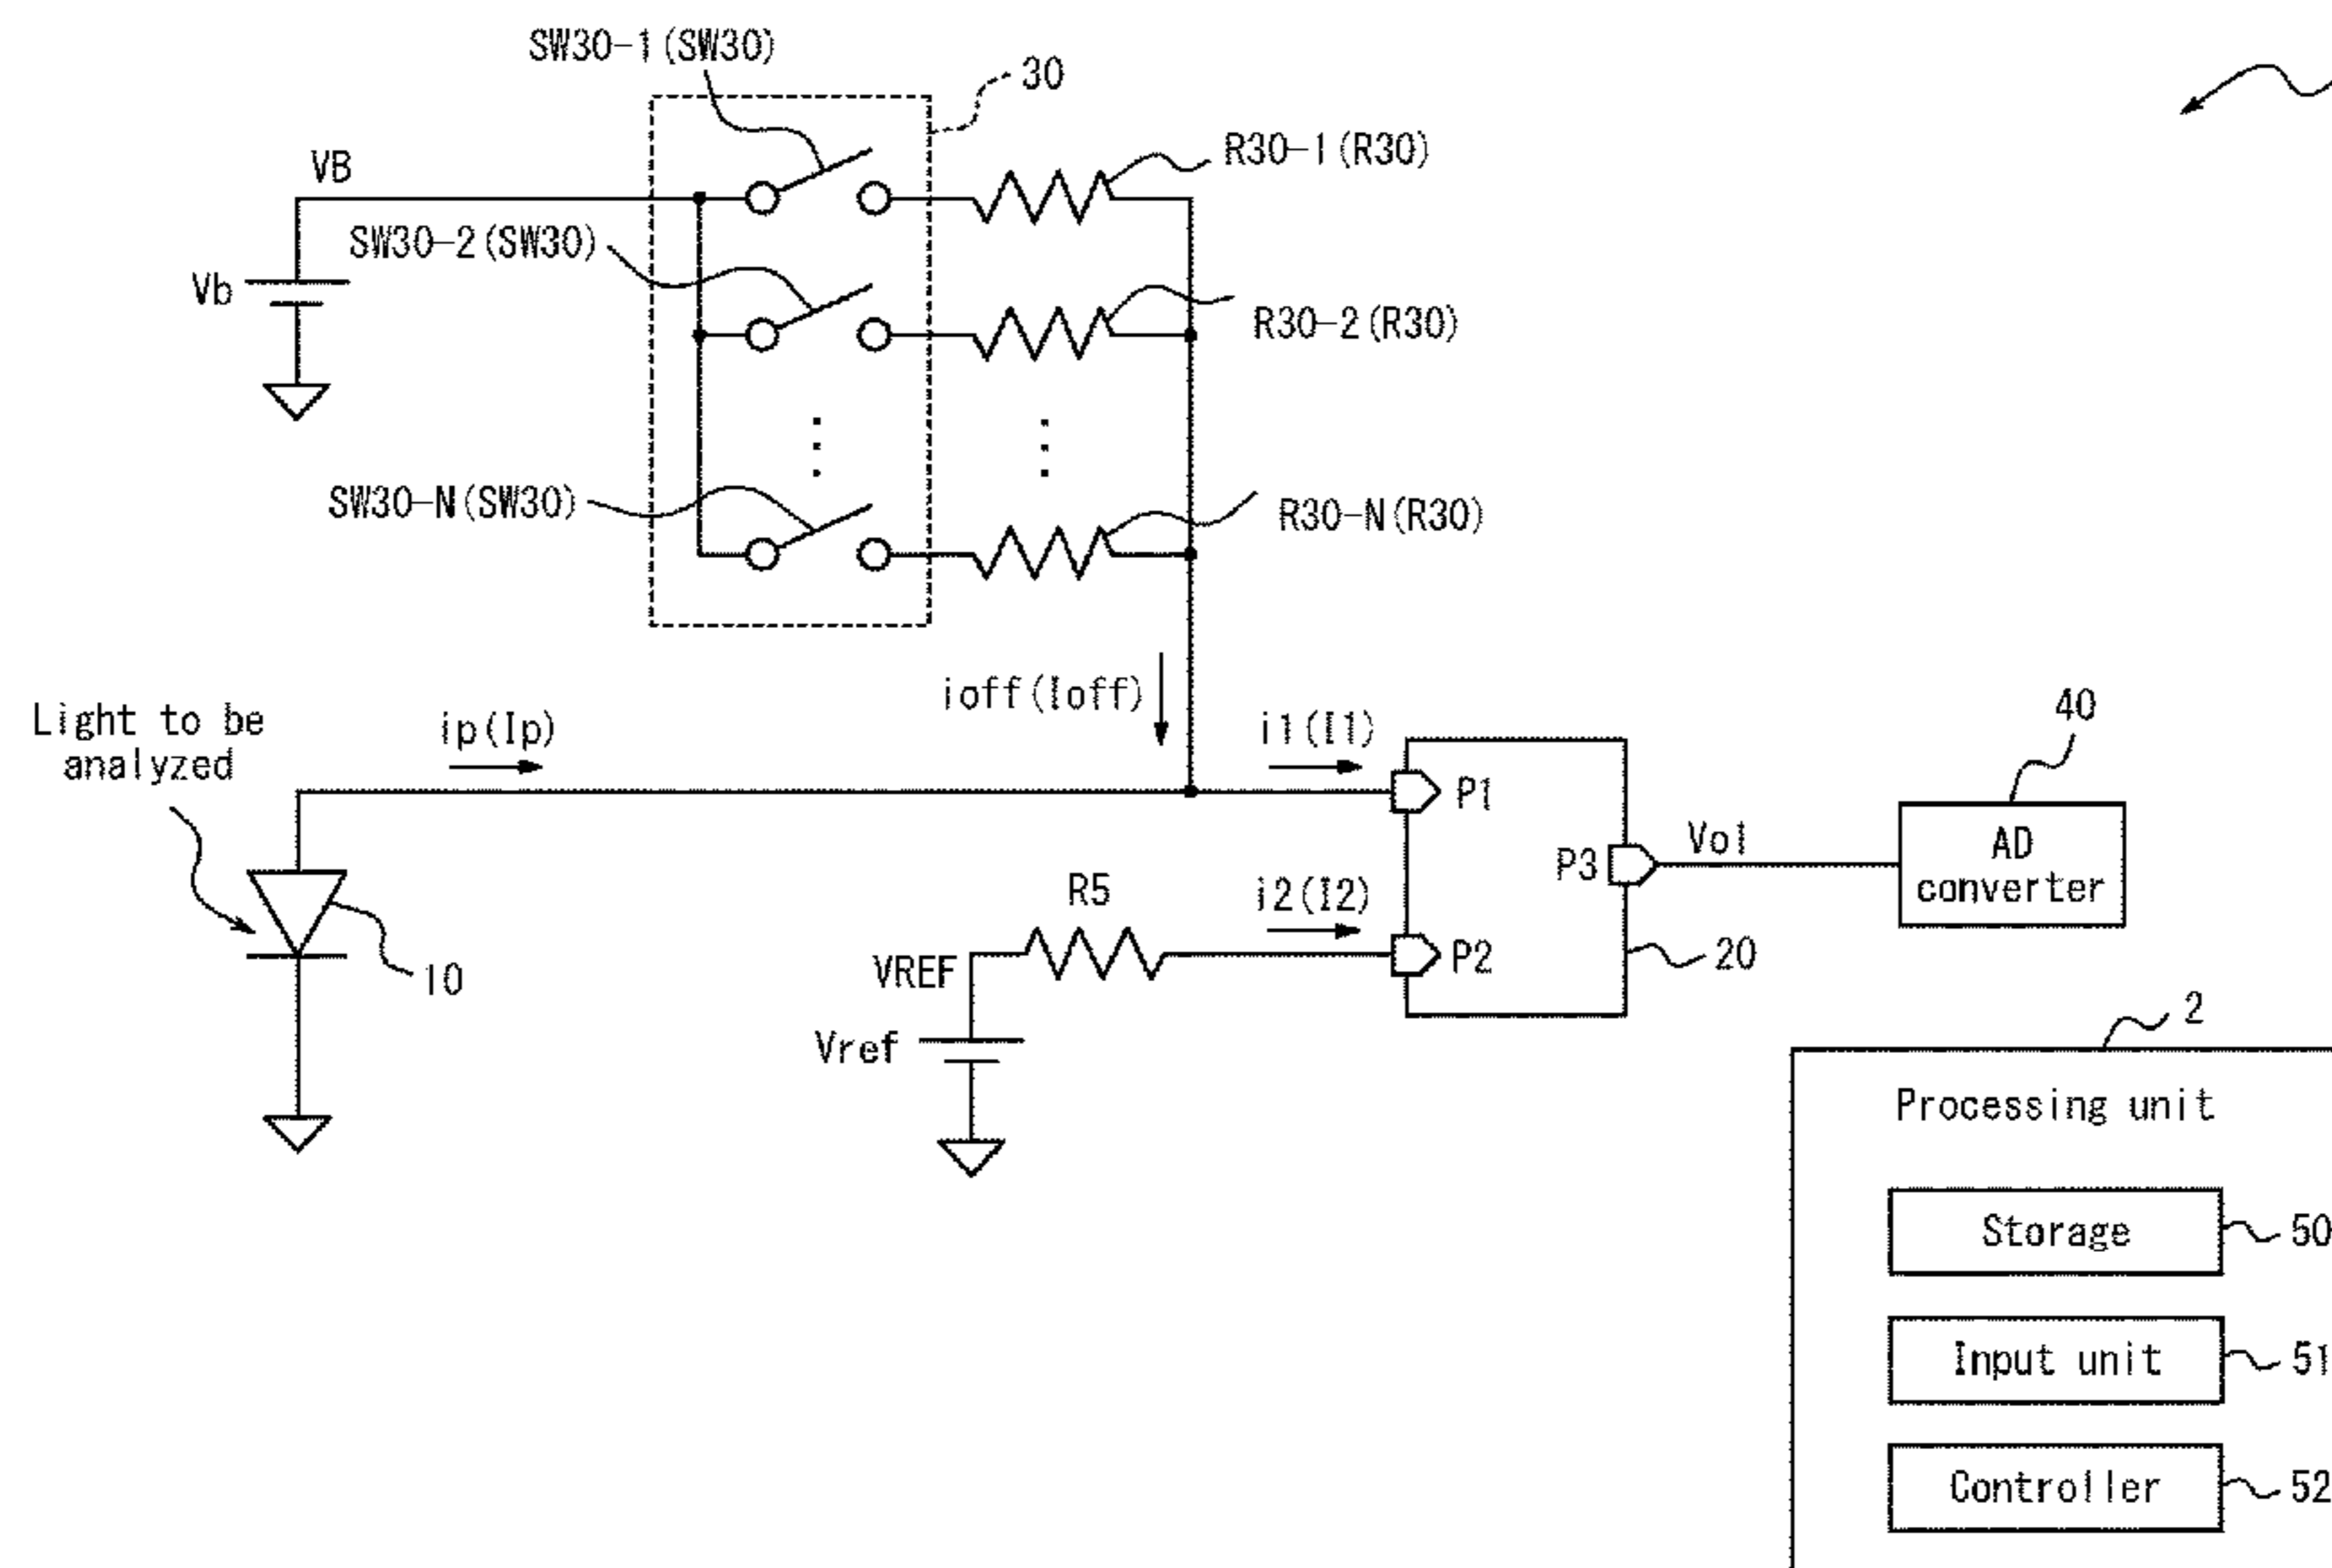 SW30-1(SW30)
30
VB
R30-1(R30)
SW30-2(SW30)
Vb
R30-2(R30)
SW30-N(SW30)
R30-N(R30)
ioff(Ioff)
Light to be
analyzed
ip(Ip)
i1(I1)
40
P1
Vo1
AD
converter
P3
R5
i2(I2)
10
VREF
P2
20
Vref
2
Processing unit
Storage
50
Input unit
51
Controller
52